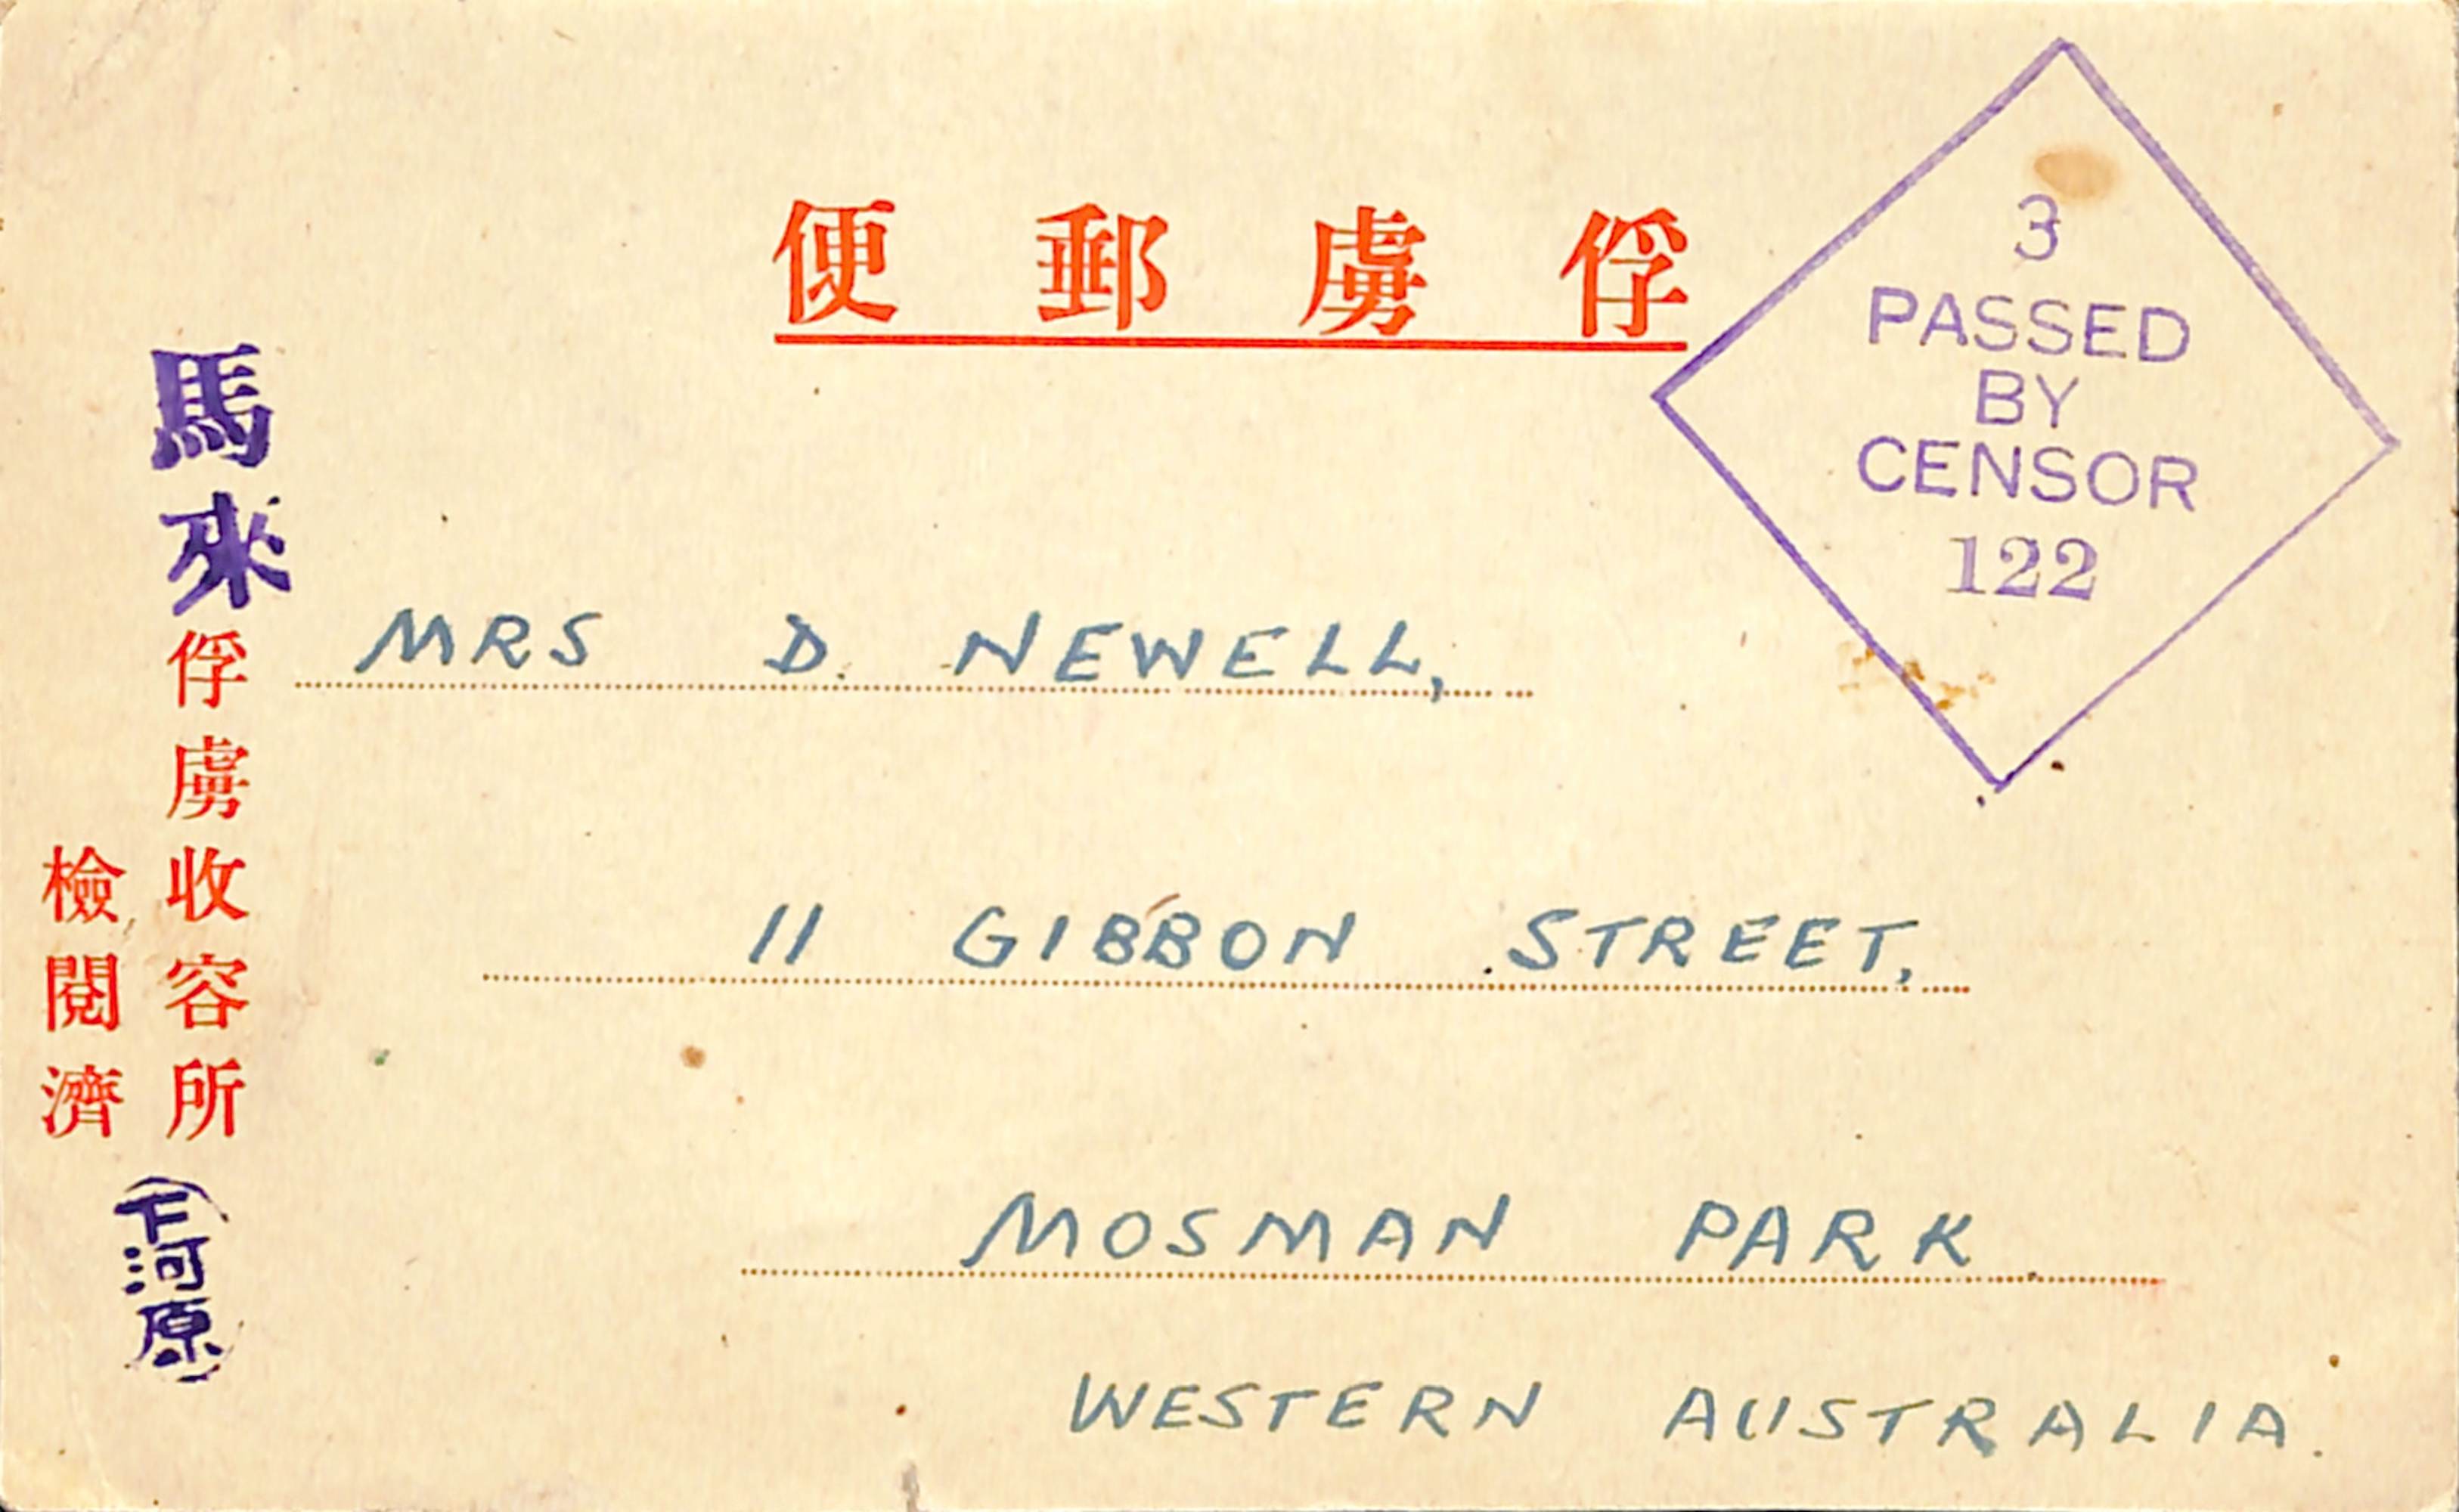 俘虜郵便
3
PASSED
BY
CENSOR
122
馬來俘虜收容所
檢閱濟
(下河原)
MRS D. NEWELL,
11 GIBBON STREET,
MOSMAN PARK
WESTERN AUSTRALIA.